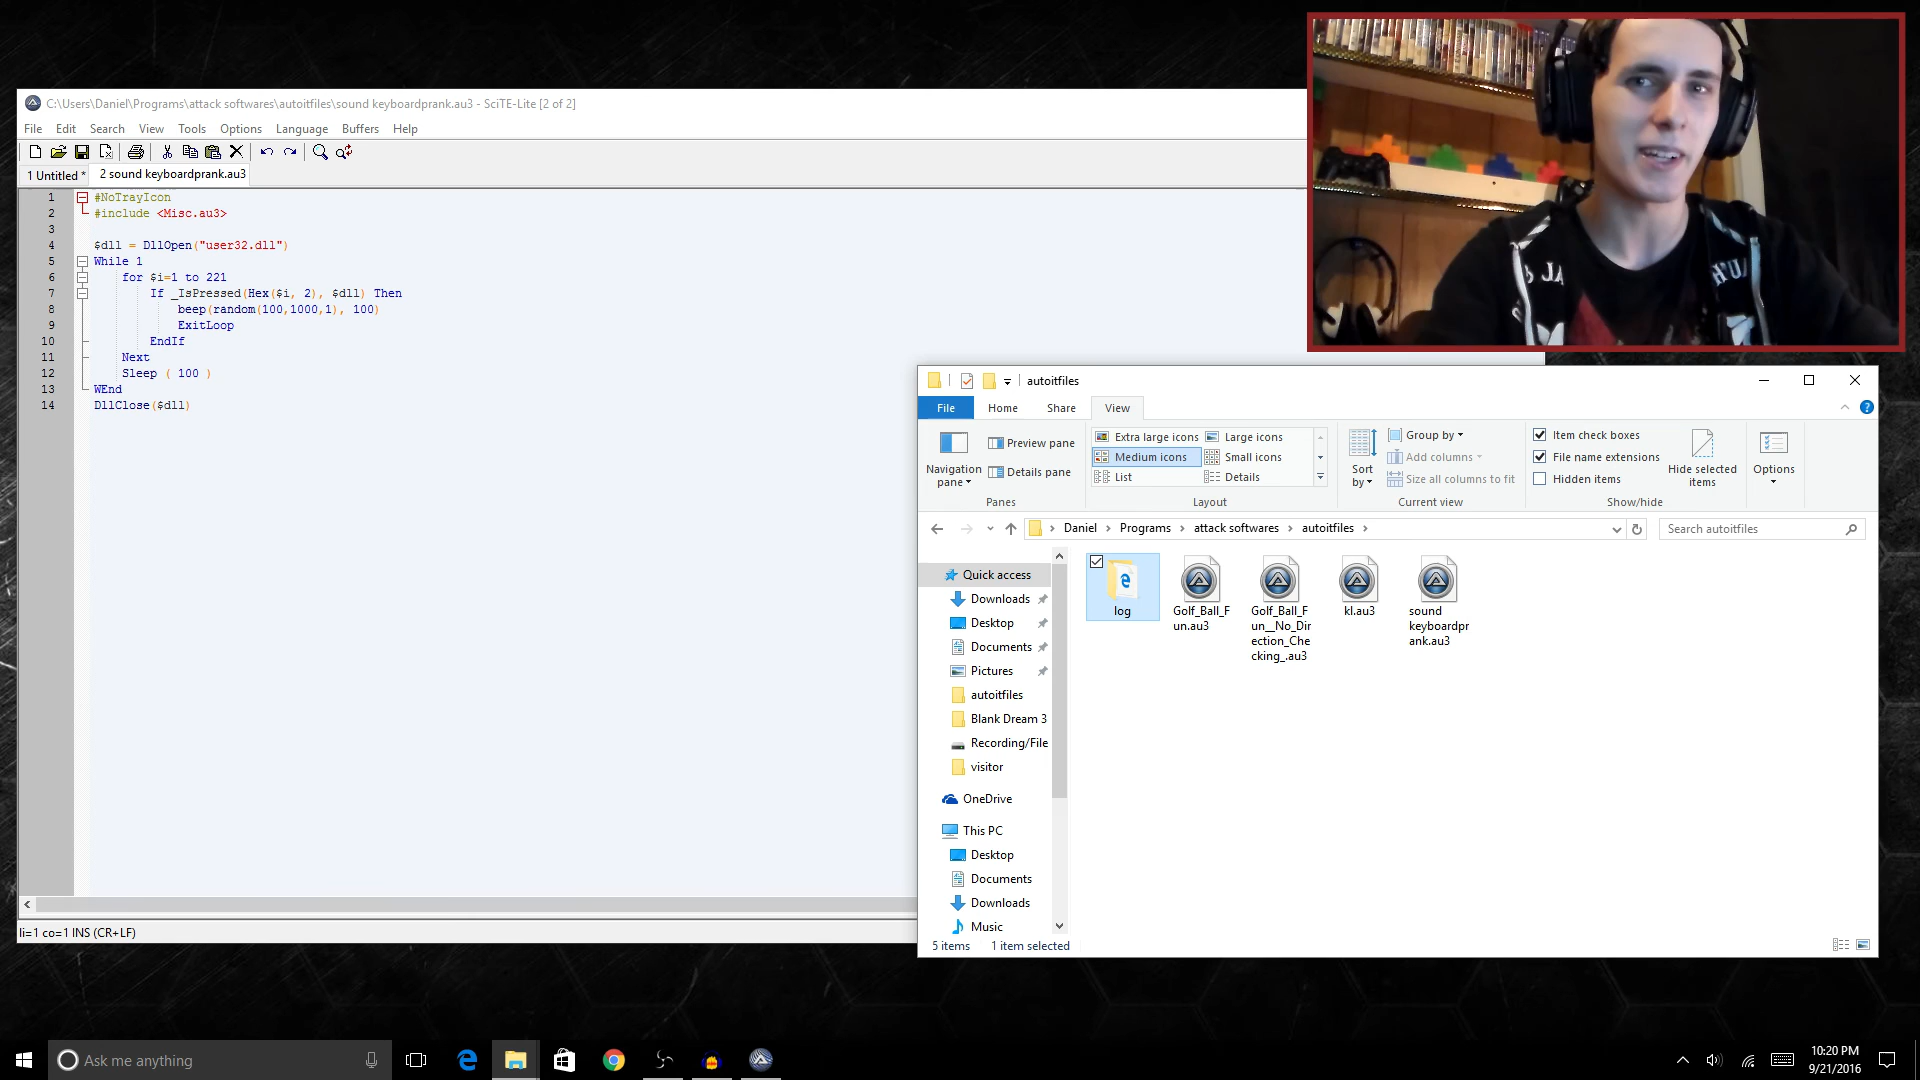 C:\Users\Daniel\Programs\attack softwares\autoitfiles\sound keyboardprank.au3 - SciTE-Lite [2 of 2]
File Edit Search View Tools Options Language Buffers Help
1 Untitled * 2 sound keyboardprank.au3
1 #NoTrayIcon
2 #include <Misc.au3>
3
4 $dll = DllOpen("user32.dll")
5 While 1
6 for $i=1 to 221
7 If _IsPressed(Hex($i, 2), $dll) Then
8 beep(random(100,1000,1), 100)
9 ExitLoop
10 EndIf
11 Next
12 Sleep ( 100 )
13 WEnd
14 DllClose($dll)
li=1 co=1 INS (CR+LF)
autoitfiles
File Home Share View
Navigation pane
Preview pane
Details pane
Panes
Extra large icons Large icons
Medium icons Small icons
List Details
Layout
Sort by
Group by
Add columns
Size all columns to fit
Current view
Item check boxes
File name extensions
Hidden items
Hide selected items
Show/hide
Options
Daniel > Programs > attack softwares > autoitfiles >
Search autoitfiles
Quick access
Downloads
Desktop
Documents
Pictures
autoitfiles
Blank Dream 3
Recording/File
visitor
OneDrive
This PC
Desktop
Documents
Downloads
Music
log
Golf_Ball_F
un.au3
Golf_Ball_F
un__No_Dir
ection_Che
cking_.au3
kl.au3
sound
keyboardpr
ank.au3
5 items 1 item selected
Ask me anything
10:20 PM
9/21/2016